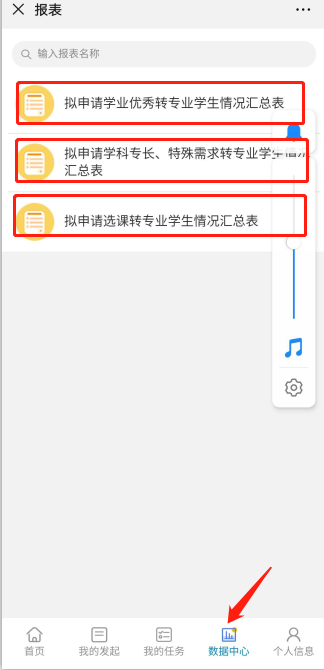 报表
输入报表名称
拟申请学业优秀转专业学生情况汇总表
拟申请学科专长、特殊需求转专业学生情况
汇总表
拟申请选课转专业学生情况汇总表
首页 我的发起 我的任务 数据中心 个人信息